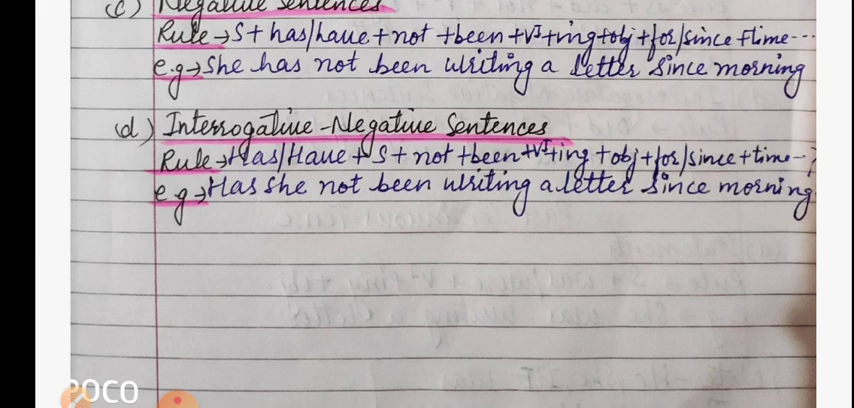 (c) Negative Sentences
Rule→S+ has/have+not+been+vᴵ+ing+obj+for/since+time---
e.g→She has not been writing a letter since morning
(d) Interrogative-Negative Sentences
Rule→Has/Have+S+not+been+vᴵ+ing+obj+for/since+time-?
e.g→Has she not been writing a letter since morning
POCO